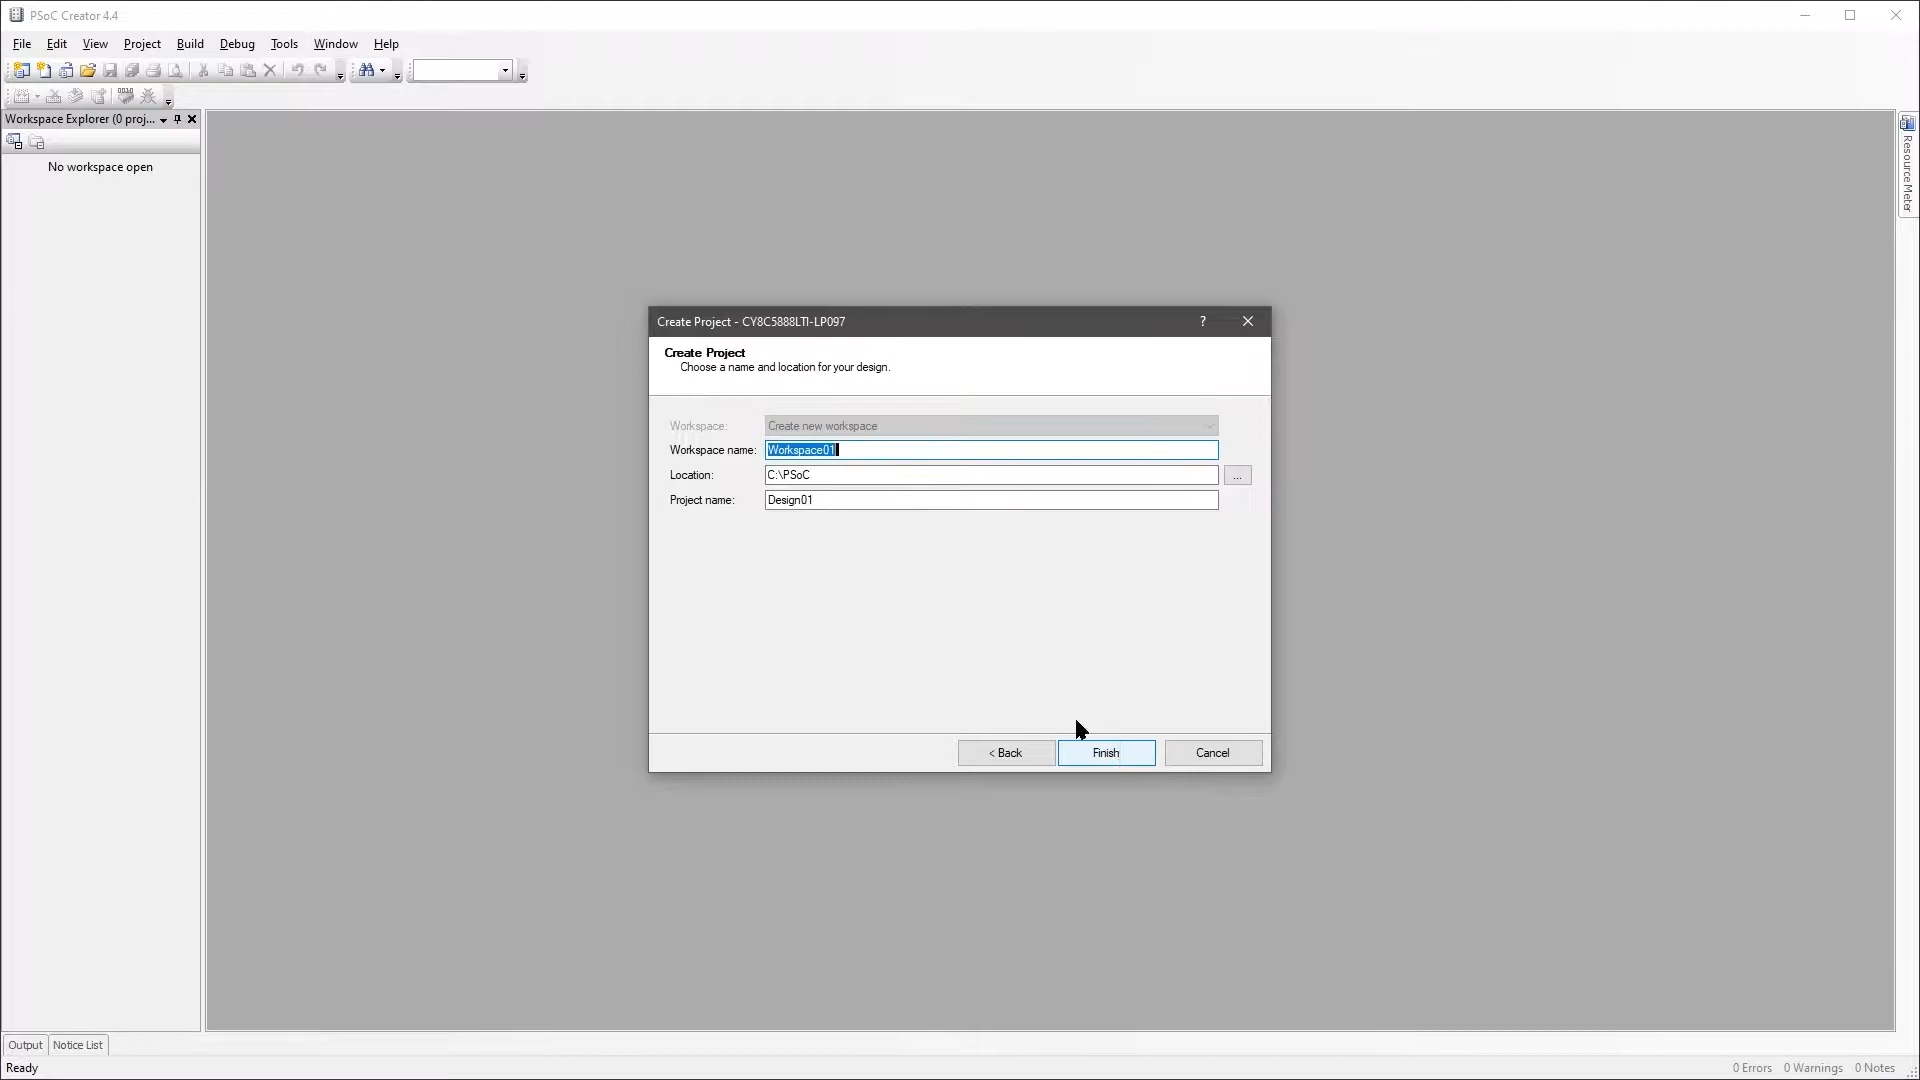 PSoC Creator 4.4
File Edit View Project Build Debug Tools Window Help
Workspace Explorer (0 proj...
No workspace open
Resource Meter
Create Project - CY8C5888LTI-LP097
?
Create Project
Choose a name and location for your design.
Workspace: Create new workspace
Workspace name: Workspace01
Location: C:\PSoC ...
Project name: Design01
< Back Finish Cancel
Output Notice List
Ready 0 Errors 0 Warnings 0 Notes